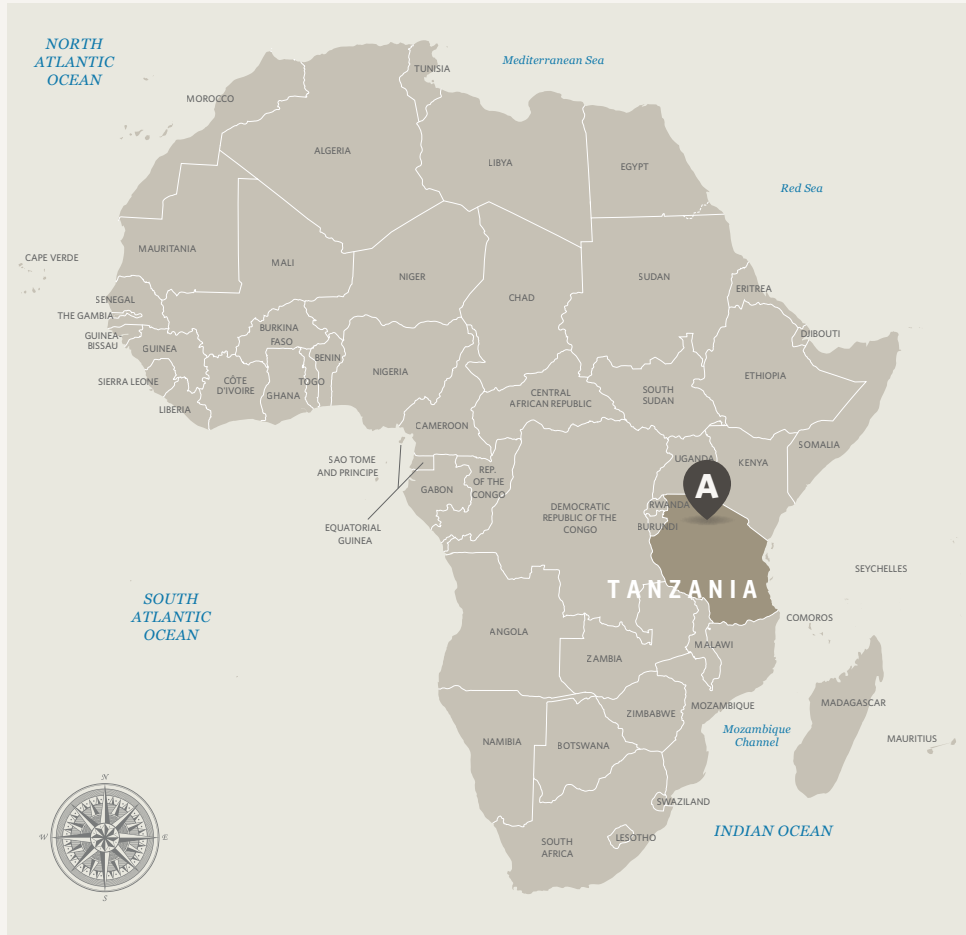 NORTH
ATLANTIC
OCEAN
Mediterranean Sea
TUNISIA
MOROCCO
ALGERIA
LIBYA
EGYPT
Red Sea
MAURITANIA
CAPE VERDE
MALI
NIGER
CHAD
SUDAN
ERITREA
SENEGAL
THE GAMBIA
GUINEA-
BISSAU
GUINEA
BURKINA
FASO
BENIN
DJIBOUTI
SIERRA LEONE
CÔTE
D'IVOIRE
GHANA
TOGO
NIGERIA
ETHIOPIA
LIBERIA
CENTRAL
AFRICAN REPUBLIC
SOUTH
SUDAN
CAMEROON
SOMALIA
SAO TOME
AND PRINCIPE
REP.
OF THE
CONGO
UGANDA
KENYA
GABON
A
RWANDA
EQUATORIAL
GUINEA
DEMOCRATIC
REPUBLIC OF THE
CONGO
BURUNDI
SEYCHELLES
TANZANIA
SOUTH
ATLANTIC
OCEAN
COMOROS
ANGOLA
MALAWI
ZAMBIA
MOZAMBIQUE
MADAGASCAR
ZIMBABWE
Mozambique
Channel
MAURITIUS
NAMIBIA
BOTSWANA
SWAZILAND
INDIAN OCEAN
LESOTHO
SOUTH
AFRICA
N
W
E
S